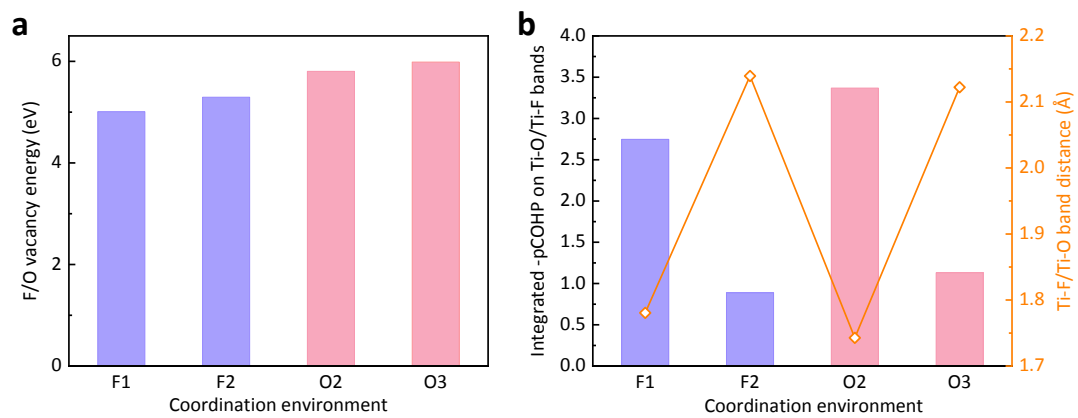 a
F/O vacancy energy (eV)
6
4
2
0
F1 F2 O2 O3
Coordination environment
b
Integrated -pCOHP on Ti-O/Ti-F bands
4.0
3.5
3.0
2.5
2.0
1.5
1.0
0.5
0.0
F1 F2 O2 O3
Coordination environment
2.2
2.1
2.0
1.9
1.8
1.7
Ti-F/Ti-O band distance (Å)